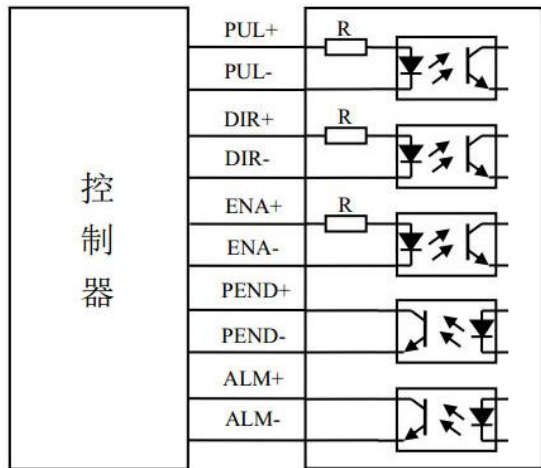 控
制
器
PUL+
R
PUL-
DIR+
R
DIR-
ENA+
R
ENA-
PEND+
PEND-
ALM+
ALM-